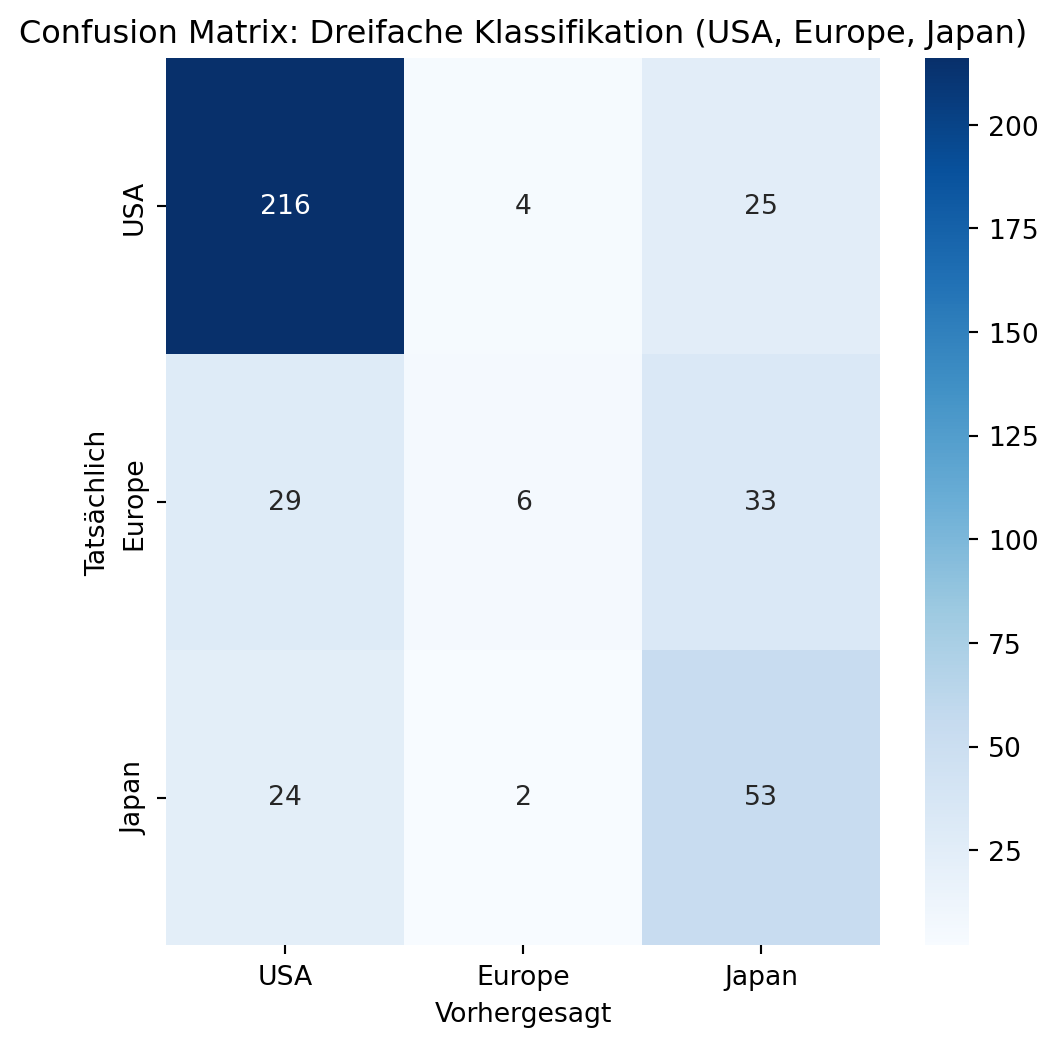 Confusion Matrix: Dreifache Klassifikation (USA, Europe, Japan)
USA
216
4
25
Tatsächlich
Europe
29
6
33
Japan
24
2
53
USA
Europe
Japan
Vorhergesagt
200
175
150
125
100
75
50
25